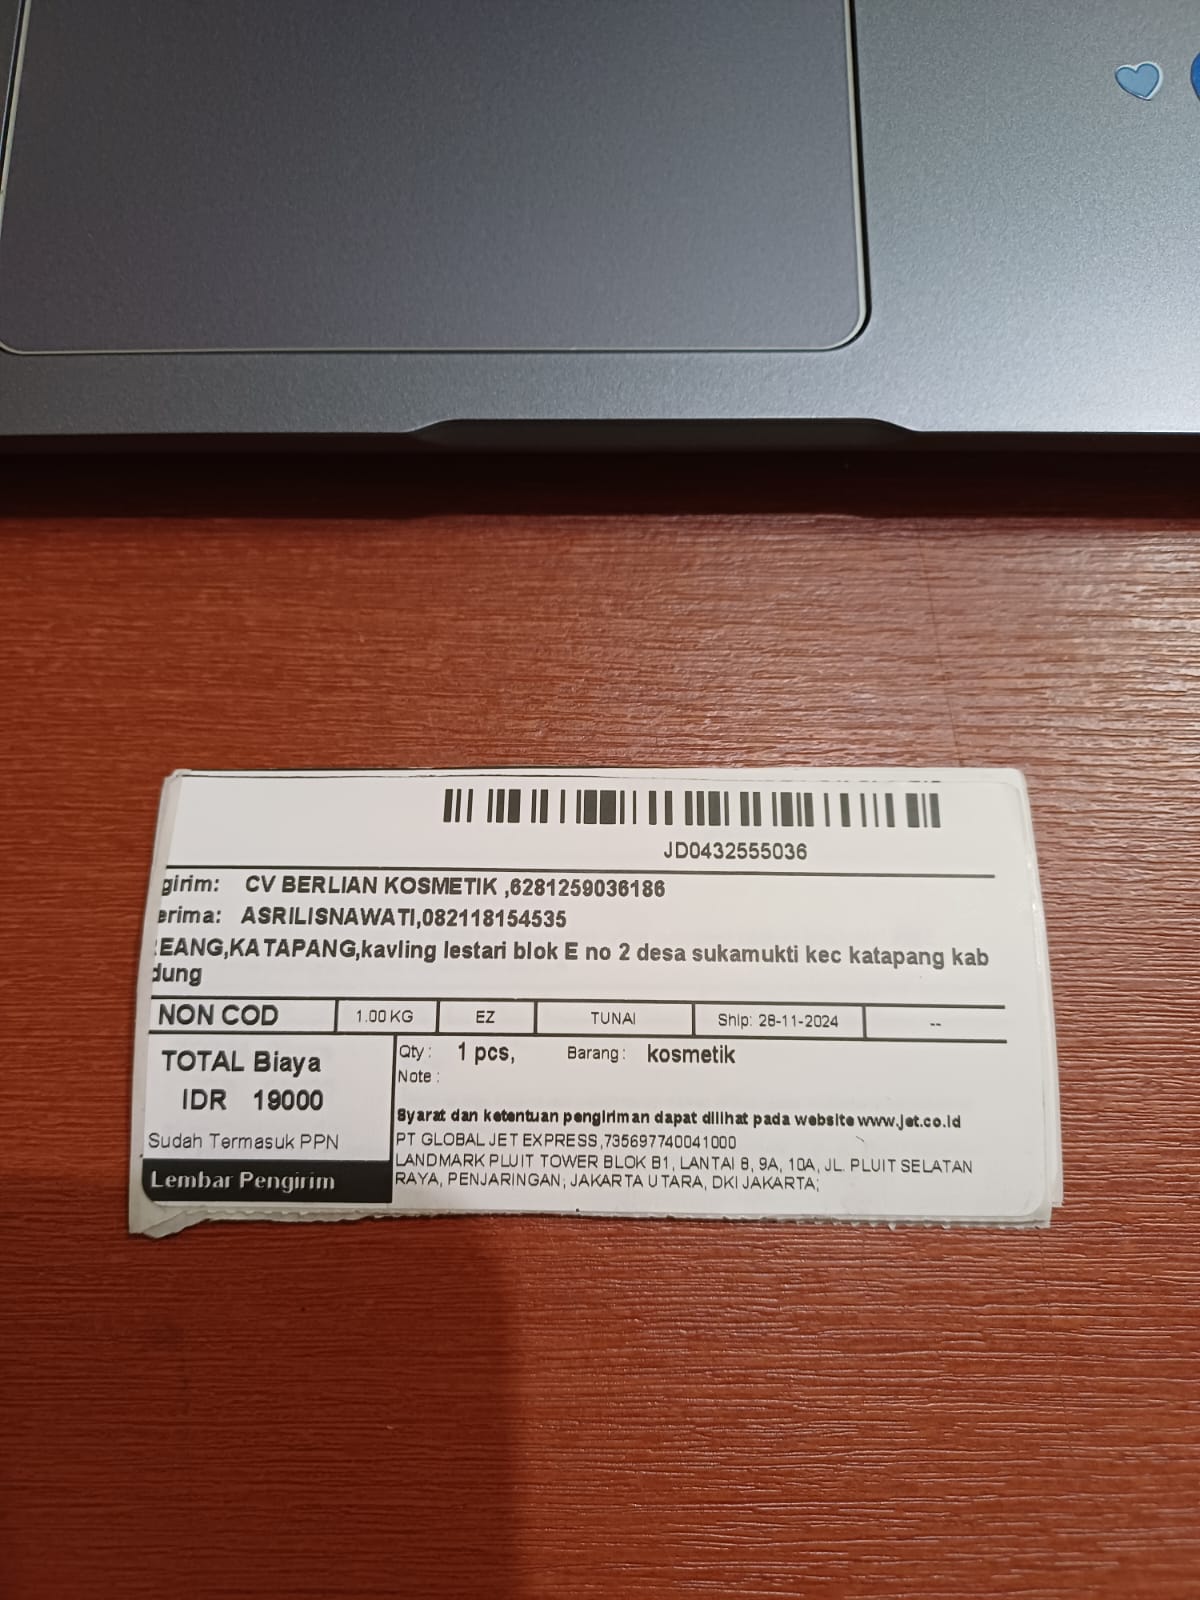 JD0432555036
girim: CV BERLIAN KOSMETIK ,6281259036186
erima: ASRILISNAWATI,082118154535
EANG,KATAPANG,kavling lestari blok E no 2 desa sukamukti kec katapang kab
dung
NON COD 1.00 KG EZ TUNAI Ship: 28-11-2024 --
TOTAL Biaya
IDR 19000
Sudah Termasuk PPN
Lembar Pengirim
Qty : 1 pcs, Barang : kosmetik
Note :
Syarat dan ketentuan pengiriman dapat dilihat pada website www.jet.co.id
PT GLOBAL JET EXPRESS,735697740041000
LANDMARK PLUIT TOWER BLOK B1, LANTAI 8, 9A, 10A, JL. PLUIT SELATAN
RAYA, PENJARINGAN; JAKARTA UTARA, DKI JAKARTA;